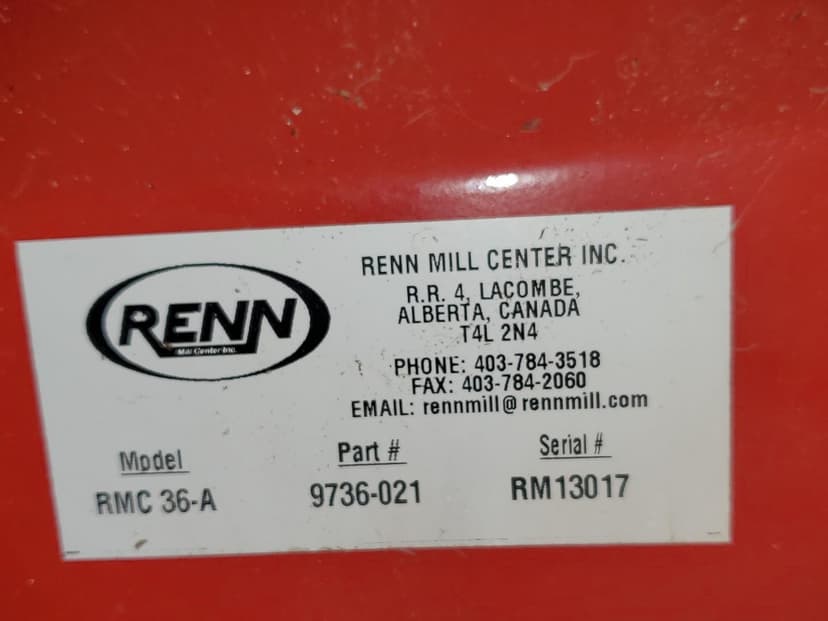 RENN
Mill Center Inc.
RENN MILL CENTER INC.
R.R. 4, LACOMBE,
ALBERTA, CANADA
T4L 2N4
PHONE: 403-784-3518
FAX: 403-784-2060
EMAIL: rennmill@rennmill.com
Model Part # Serial #
RMC 36-A 9736-021 RM13017